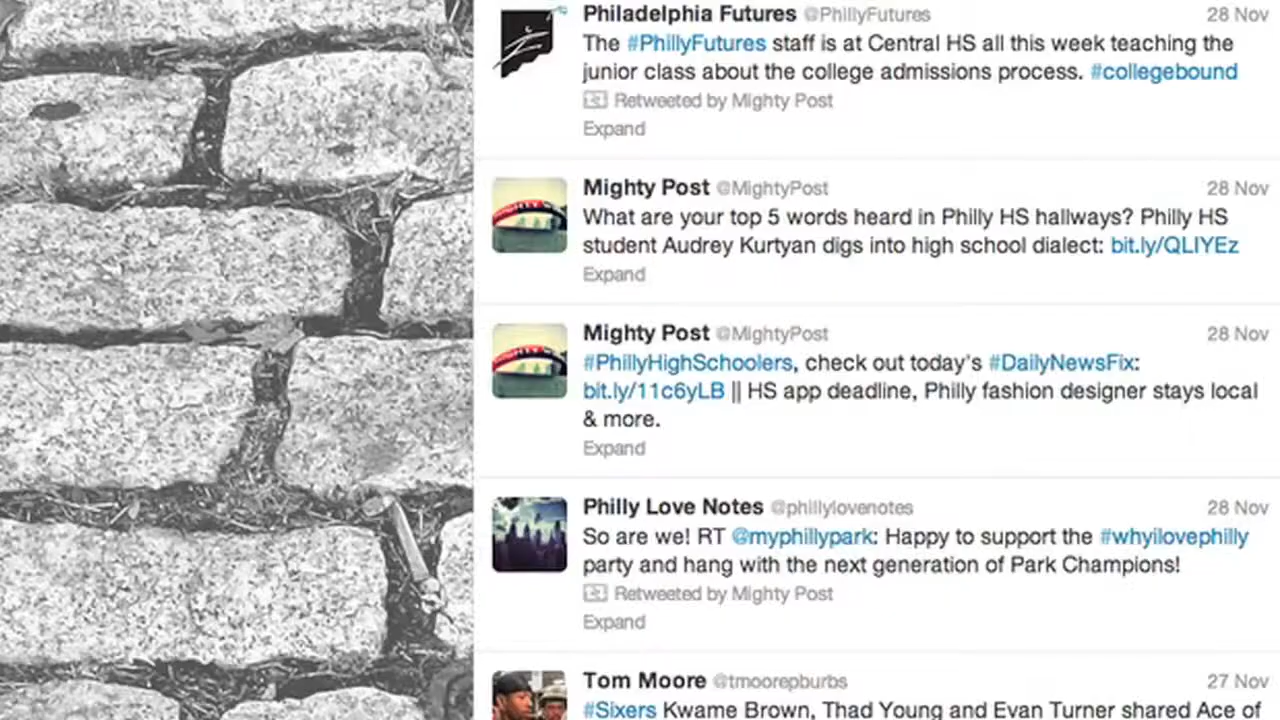 Philadelphia Futures @PhillyFutures 28 Nov
The #PhillyFutures staff is at Central HS all this week teaching the
junior class about the college admissions process. #collegebound
Retweeted by Mighty Post
Expand
Mighty Post @MightyPost 28 Nov
What are your top 5 words heard in Philly HS hallways? Philly HS
student Audrey Kurtyan digs into high school dialect: bit.ly/QLIYEz
Expand
Mighty Post @MightyPost 28 Nov
#PhillyHighSchoolers, check out today's #DailyNewsFix:
bit.ly/11c6yLB || HS app deadline, Philly fashion designer stays local
& more.
Expand
Philly Love Notes @phillylovenotes 28 Nov
So are we! RT @myphillypark: Happy to support the #whyilovephilly
party and hang with the next generation of Park Champions!
Retweeted by Mighty Post
Expand
Tom Moore @tmoorepburbs 27 Nov
#Sixers Kwame Brown, Thad Young and Evan Turner shared Ace of